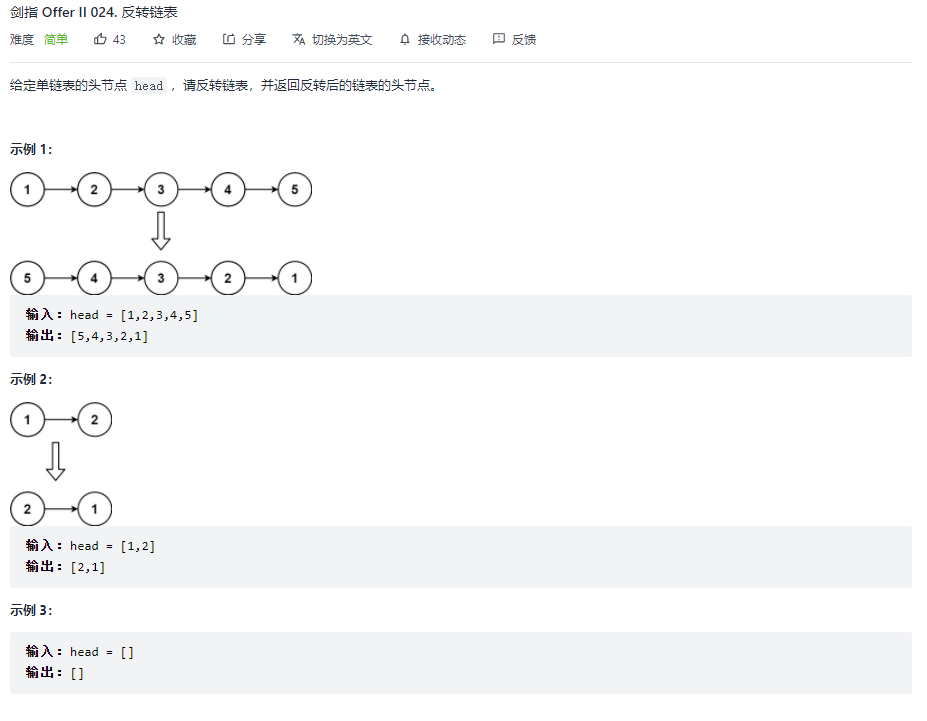 剑指 Offer II 024. 反转链表
难度 简单 43 收藏 分享 切换为英文 接收动态 反馈
给定单链表的头节点 head ，请反转链表，并返回反转后的链表的头节点。
示例 1：
1 2 3 4 5
5 4 3 2 1
输入：head = [1,2,3,4,5]
输出：[5,4,3,2,1]
示例 2：
1 2
2 1
输入：head = [1,2]
输出：[2,1]
示例 3：
输入：head = []
输出：[]